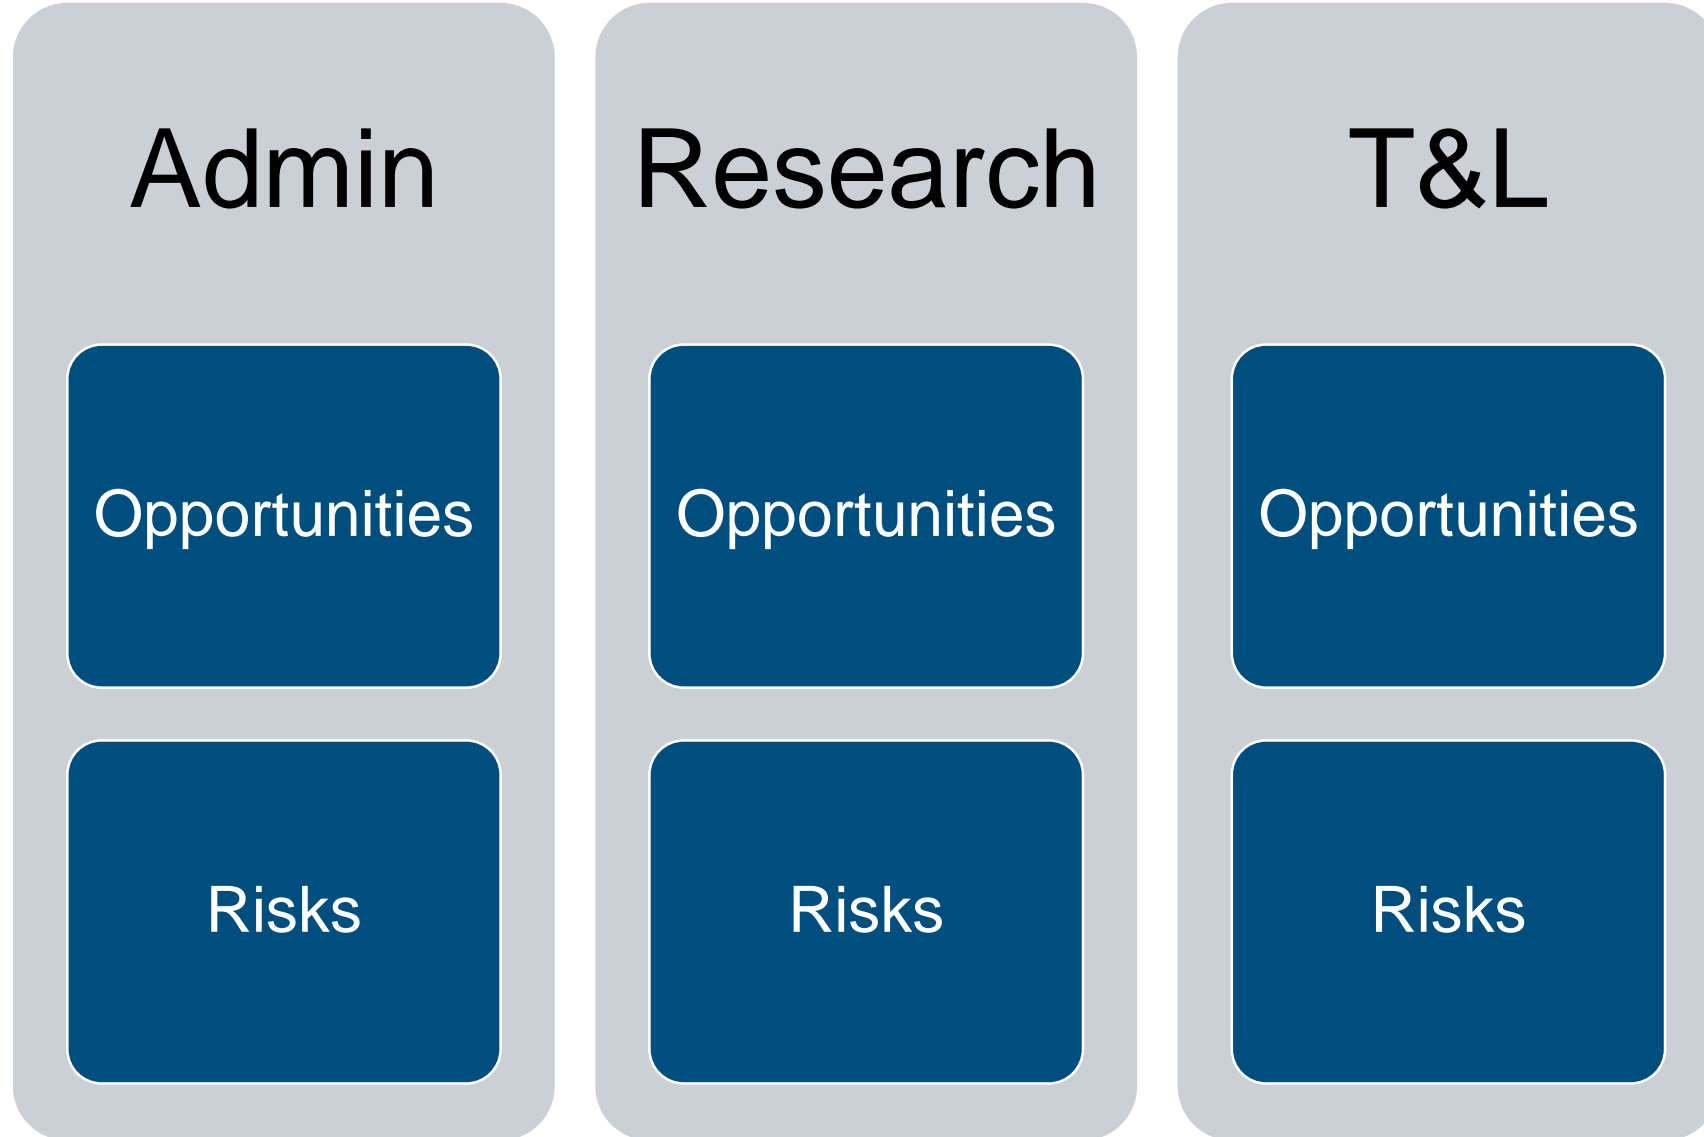 Admin
Opportunities
Risks
Research
Opportunities
Risks
T&L
Opportunities
Risks